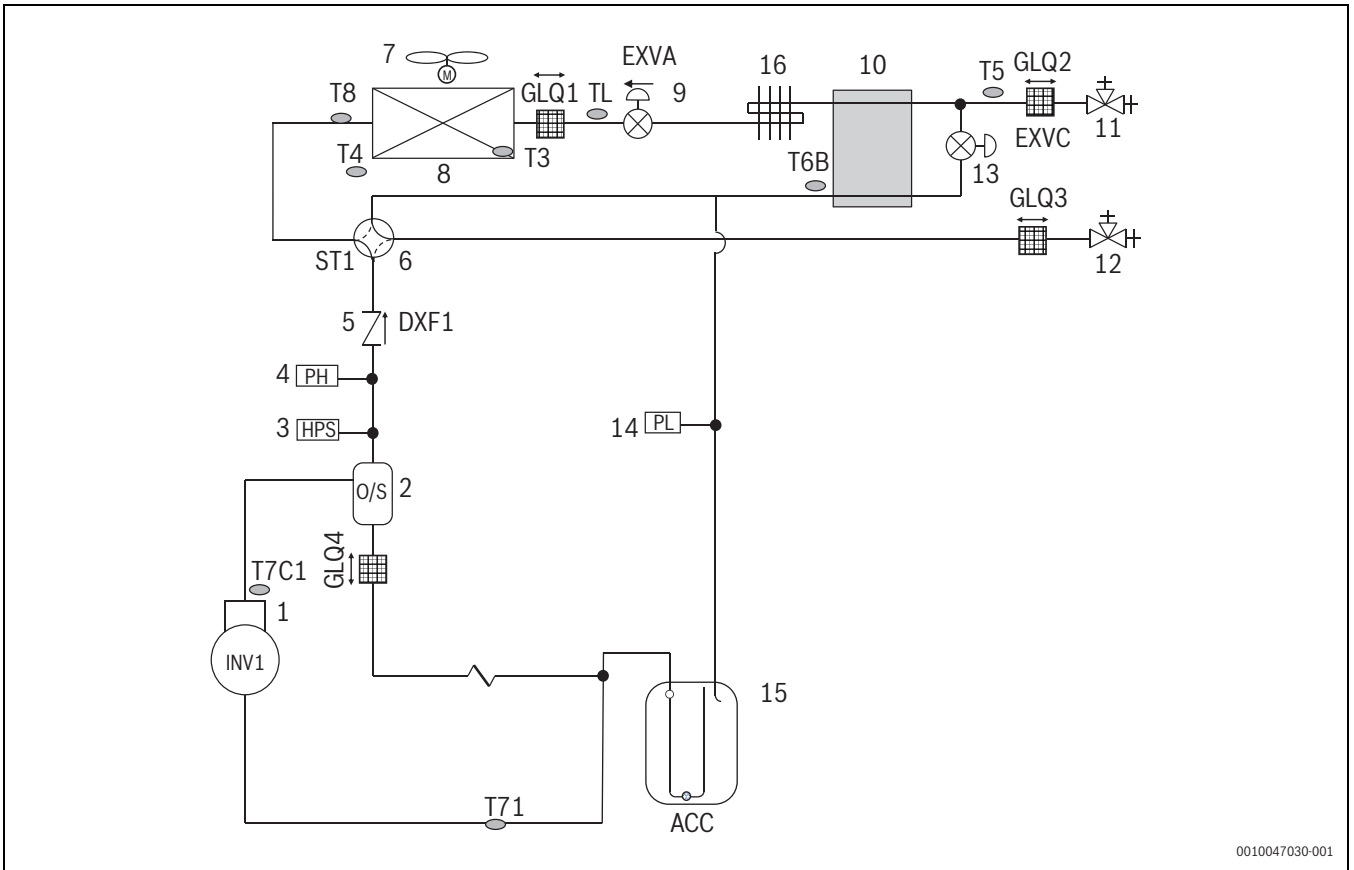 7
M
EXVA
16
10
T5
GLQ2
T8
GLQ1
TL
9
11
EXVC
T4
T3
8
T6B
13
GLQ3
ST1
6
12
5
DXF1
4
PH
3
HPS
14
PL
O/S
2
GLQ4
T7C1
1
INV1
15
T71
ACC
0010047030-001